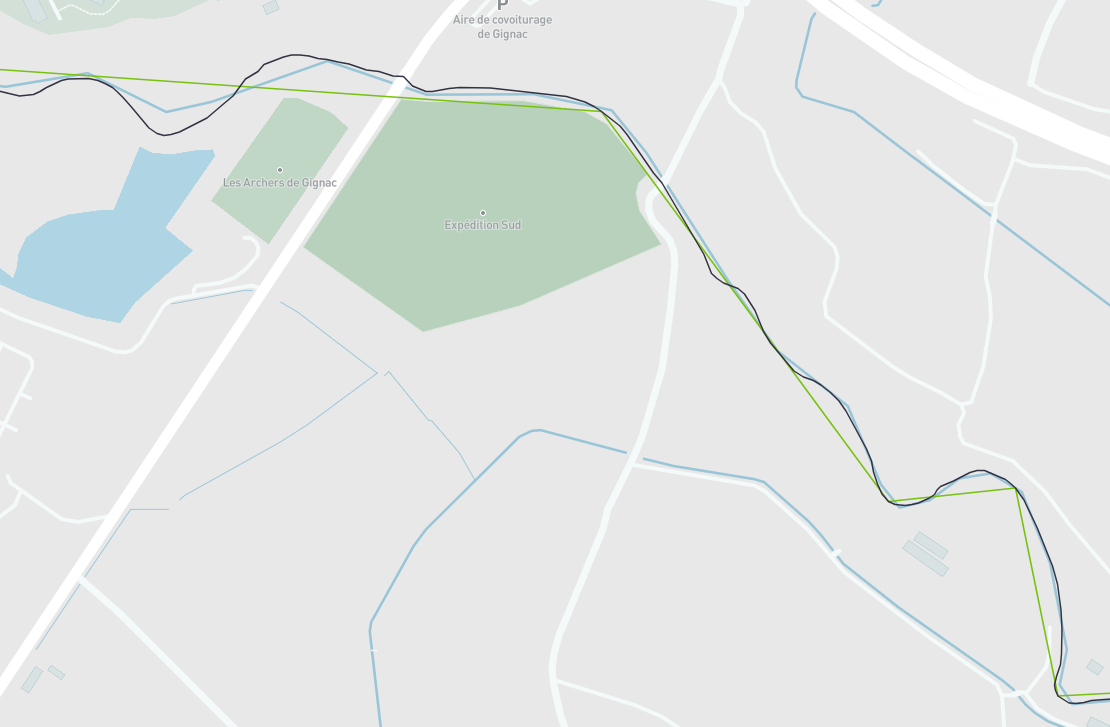 P
Aire de covoiturage
de Gignac
Les Archers de Gignac
Expédition Sud